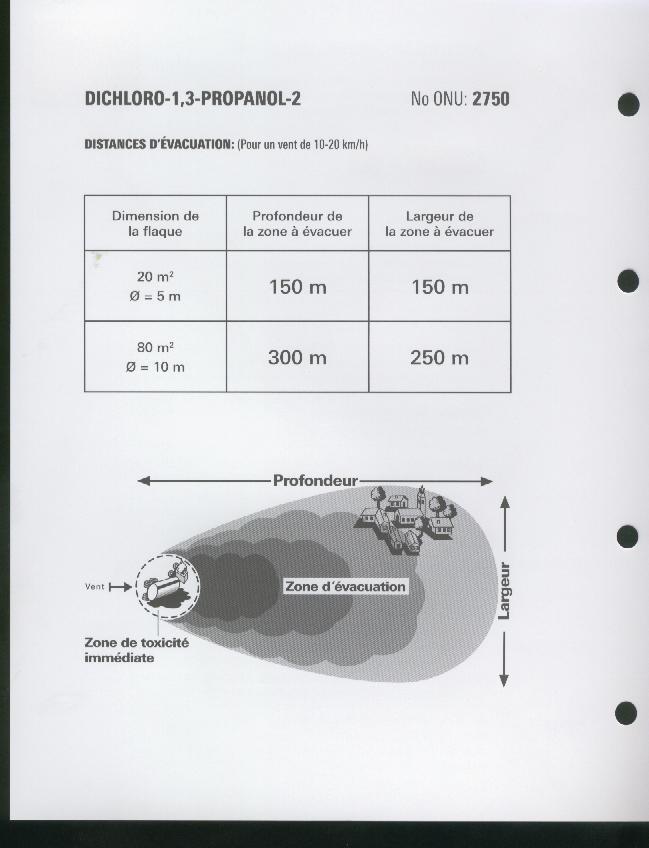 DICHLORO-1,3-PROPANOL-2 No ONU: 2750
DISTANCES D'ÉVACUATION: (Pour un vent de 10-20 km/h)
Dimension de la flaque
Profondeur de la zone à évacuer
Largeur de la zone à évacuer
20 m²
Ø = 5 m
150 m
150 m
80 m²
Ø = 10 m
300 m
250 m
Profondeur
Vent
Zone d'évacuation
Largeur
Zone de toxicité
immédiate